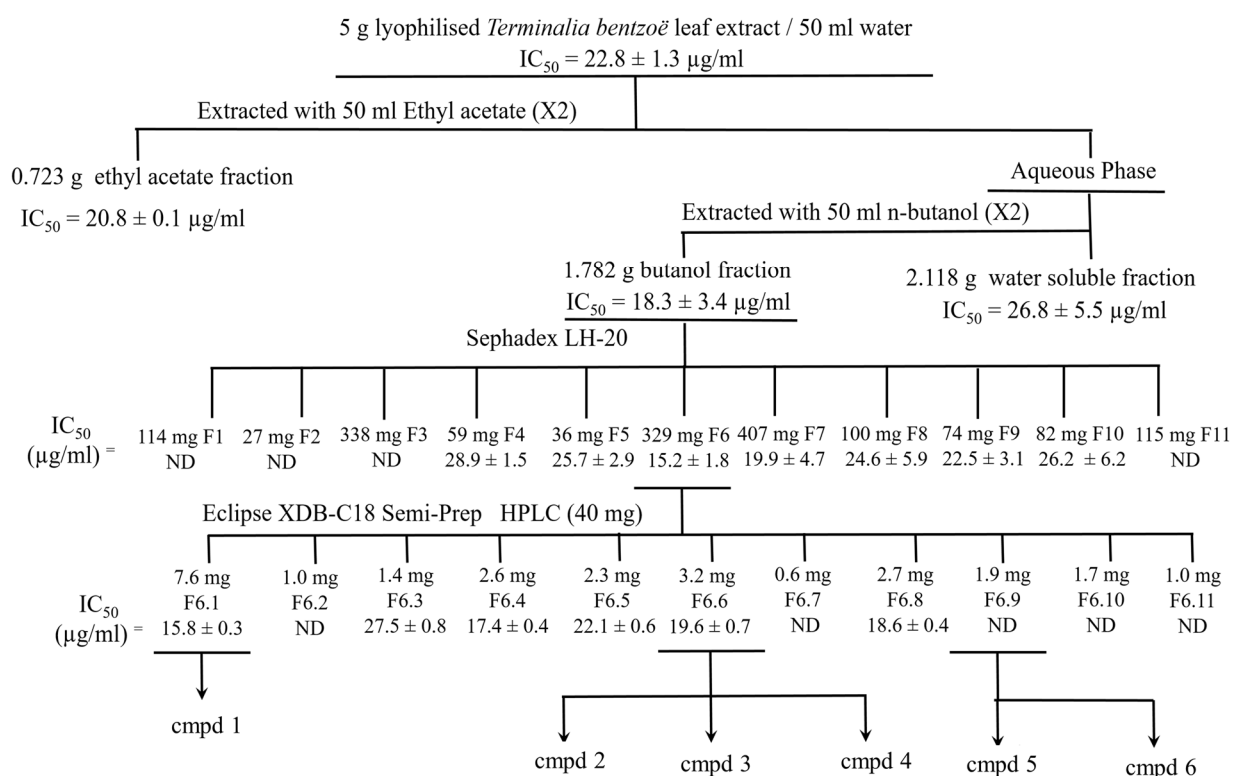 5 g lyophilised Terminalia bentzoë leaf extract / 50 ml water
IC50 = 22.8 ± 1.3 µg/ml
Extracted with 50 ml Ethyl acetate (X2)
0.723 g ethyl acetate fraction
IC50 = 20.8 ± 0.1 µg/ml
Aqueous Phase
Extracted with 50 ml n-butanol (X2)
1.782 g butanol fraction
IC50 = 18.3 ± 3.4 µg/ml
2.118 g water soluble fraction
IC50 = 26.8 ± 5.5 µg/ml
Sephadex LH-20
IC50
(µg/ml) =
114 mg F1 27 mg F2 338 mg F3 59 mg F4 36 mg F5 329 mg F6 407 mg F7 100 mg F8 74 mg F9 82 mg F10 115 mg F11
ND ND ND 28.9 ± 1.5 25.7 ± 2.9 15.2 ± 1.8 19.9 ± 4.7 24.6 ± 5.9 22.5 ± 3.1 26.2 ± 6.2 ND
Eclipse XDB-C18 Semi-Prep HPLC (40 mg)
IC50
(µg/ml) =
7.6 mg 1.0 mg 1.4 mg 2.6 mg 2.3 mg 3.2 mg 0.6 mg 2.7 mg 1.9 mg 1.7 mg 1.0 mg
F6.1 F6.2 F6.3 F6.4 F6.5 F6.6 F6.7 F6.8 F6.9 F6.10 F6.11
15.8 ± 0.3 ND 27.5 ± 0.8 17.4 ± 0.4 22.1 ± 0.6 19.6 ± 0.7 ND 18.6 ± 0.4 ND ND ND
cmpd 1
cmpd 2 cmpd 3 cmpd 4 cmpd 5 cmpd 6